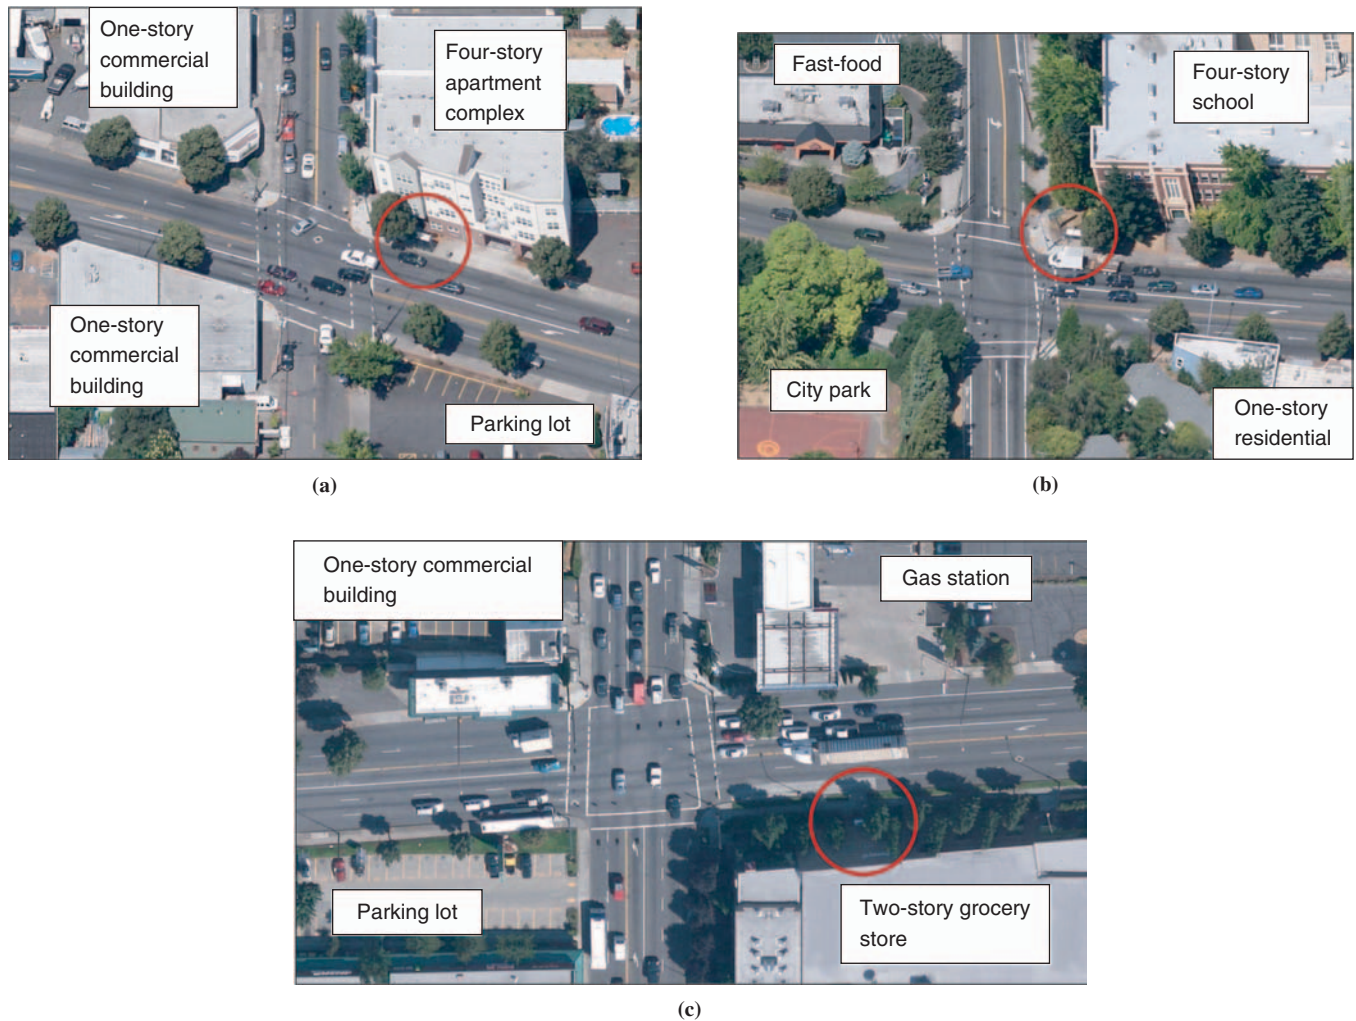 One-story
commercial
building
Four-story
apartment
complex
One-story
commercial
building
Parking lot
(a)
Fast-food
Four-story
school
City park
One-story
residential
(b)
One-story commercial
building
Gas station
Parking lot
Two-story grocery
store
(c)